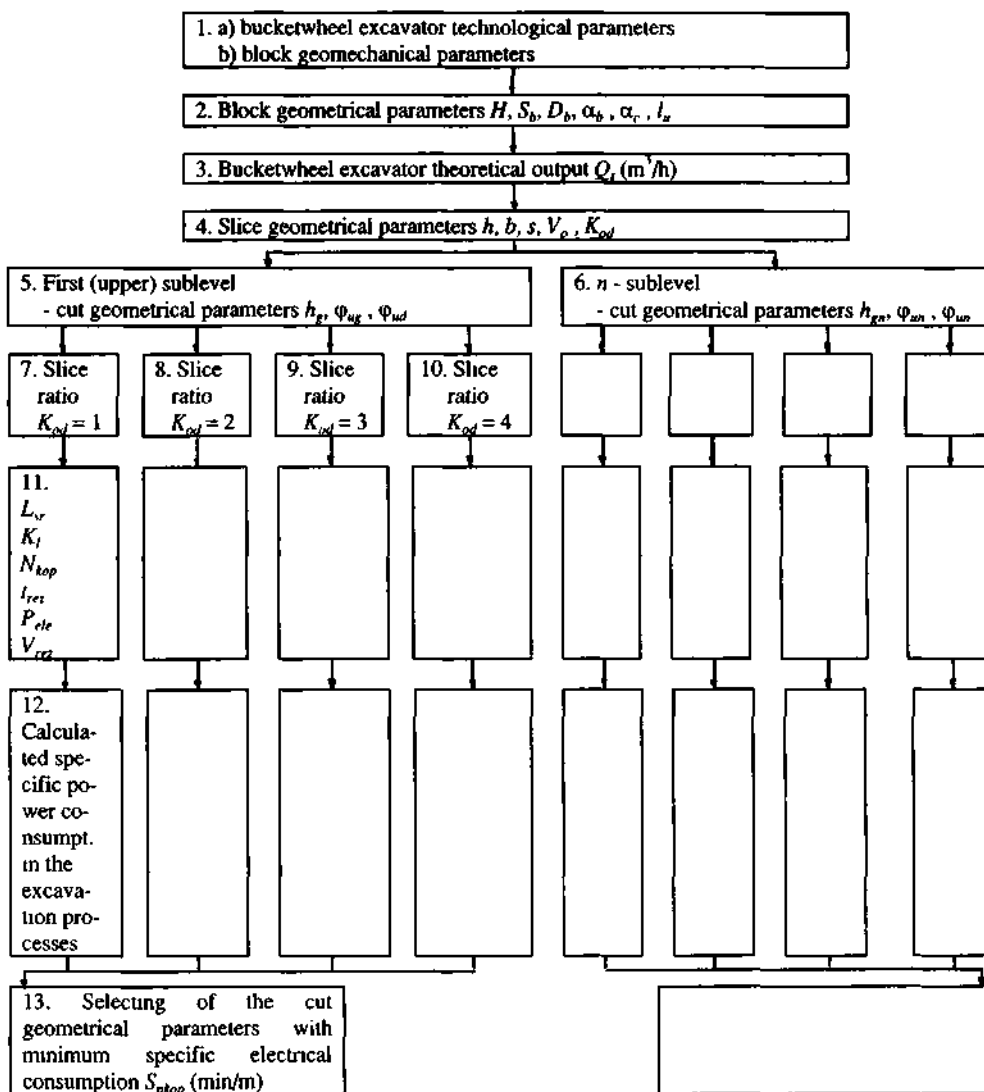 1. a) bucketwheel excavator technological parameters
b) block geomechanical parameters
2. Block geometrical parameters H, S_b, D_b, α_b, α_c, l_u
3. Bucketwheel excavator theoretical output Q_t (m³/h)
4. Slice geometrical parameters h, b, s, V_o, K_od
5. First (upper) sublevel
- cut geometrical parameters h_g, φ_ug, φ_ud
6. n - sublevel
- cut geometrical parameters h_gn, φ_un, φ_un
7. Slice
ratio
K_od = 1
8. Slice
ratio
K_od = 2
9. Slice
ratio
K_od = 3
10. Slice
ratio
K_od = 4
11.
L_sr
K_l
N_kop
t_rez
P_ele
V_rez
12.
Calcula-
ted spe-
cific po-
wer co-
nsumpt.
in the
excava-
tion pro-
cesses
13. Selecting of the cut
geometrical parameters with
minimum specific electrical
consumption S_nkop (min/m)